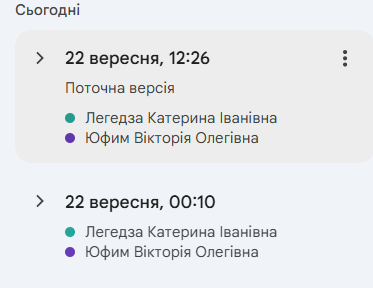 Сьогодні
22 вересня, 12:26
Поточна версія
Легедза Катерина Іванівна
Юфим Вікторія Олегівна
22 вересня, 00:10
Легедза Катерина Іванівна
Юфим Вікторія Олегівна